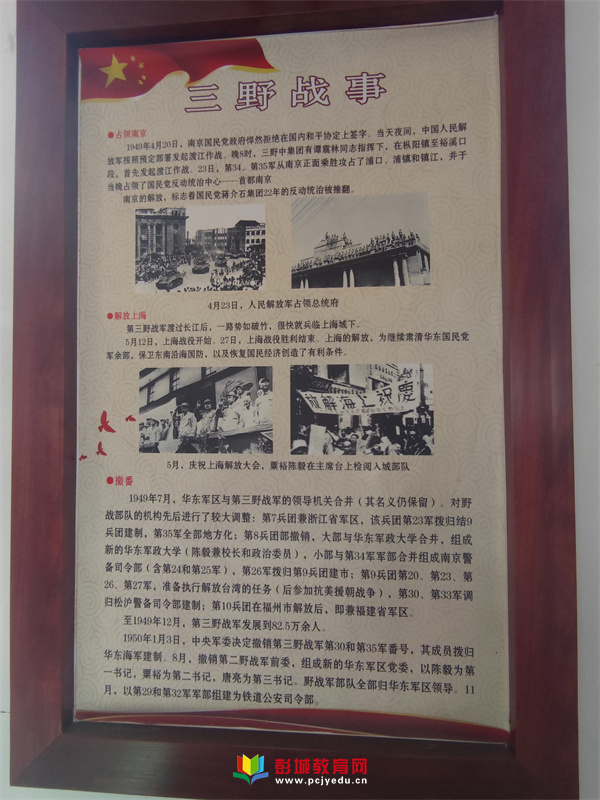 三野战事
●占领南京
1949年4月20日，南京国民党政府悍然拒绝在国内和平协定上签字。当天夜间，中国人民解
放军按照预定部署发起渡江作战。晚8时，三野中集团有谭震林同志指挥下，在枞阳镇至裕溪口
段，首先发起渡江作战。23日，第34、第35军从南京正面乘胜攻占了浦口、浦镇和镇江，并于
当晚占领了国民党反动统治中心——首都南京
南京的解放，标志着国民党蒋介石集团22年的反动统治被推翻。
4月23日，人民解放军占领总统府
●解放上海
第三野战军渡过长江后，一路势如破竹，很快就兵临上海城下。
5月12日，上海战役开始。27日，上海战役胜利结束。上海的解放，为继续肃清华东国民党
军余部，保卫东南沿海国防，以及恢复国民经济创造了有利条件。
放解海上祝慶
5月，庆祝上海解放大会，粟裕陈毅在主席台上检阅入城部队
●撤番
1949年7月，华东军区与第三野战军的领导机关合并（其名义仍保留）。对野
战部队的机构先后进行了较大调整：第7兵团兼浙江省军区，该兵团第23军拨归结9
兵团建制，第35军全部地方化；第8兵团部撤销，大部与华东军政大学合并，组成
新的华东军政大学（陈毅兼校长和政治委员），小部与第34军军部合并组成南京警
备司令部（含第24和第25军），第26军拨归第9兵团建市；第9兵团第20、第23、第
26、第27军，准备执行解放台湾的任务（后参加抗美援朝战争），第30、第33军调
归松沪警备司令部建制；第10兵团在福州市解放后，即兼福建省军区。
至1949年12月，第三野战军发展到82.5万余人。
1950年1月3日，中央军委决定撤销第三野战军第30和第35军番号，其成员拨归
华东海军建制。8月，撤销第二野战军前委，组成新的华东军区党委，以陈毅为第
一书记，粟裕为第二书记，唐亮为第三书记。野战军部队全部归华东军区领导。11
月，以第29和第32军军部组建为铁道公安司令部。
彭城教育网
www.pcjyedu.cn